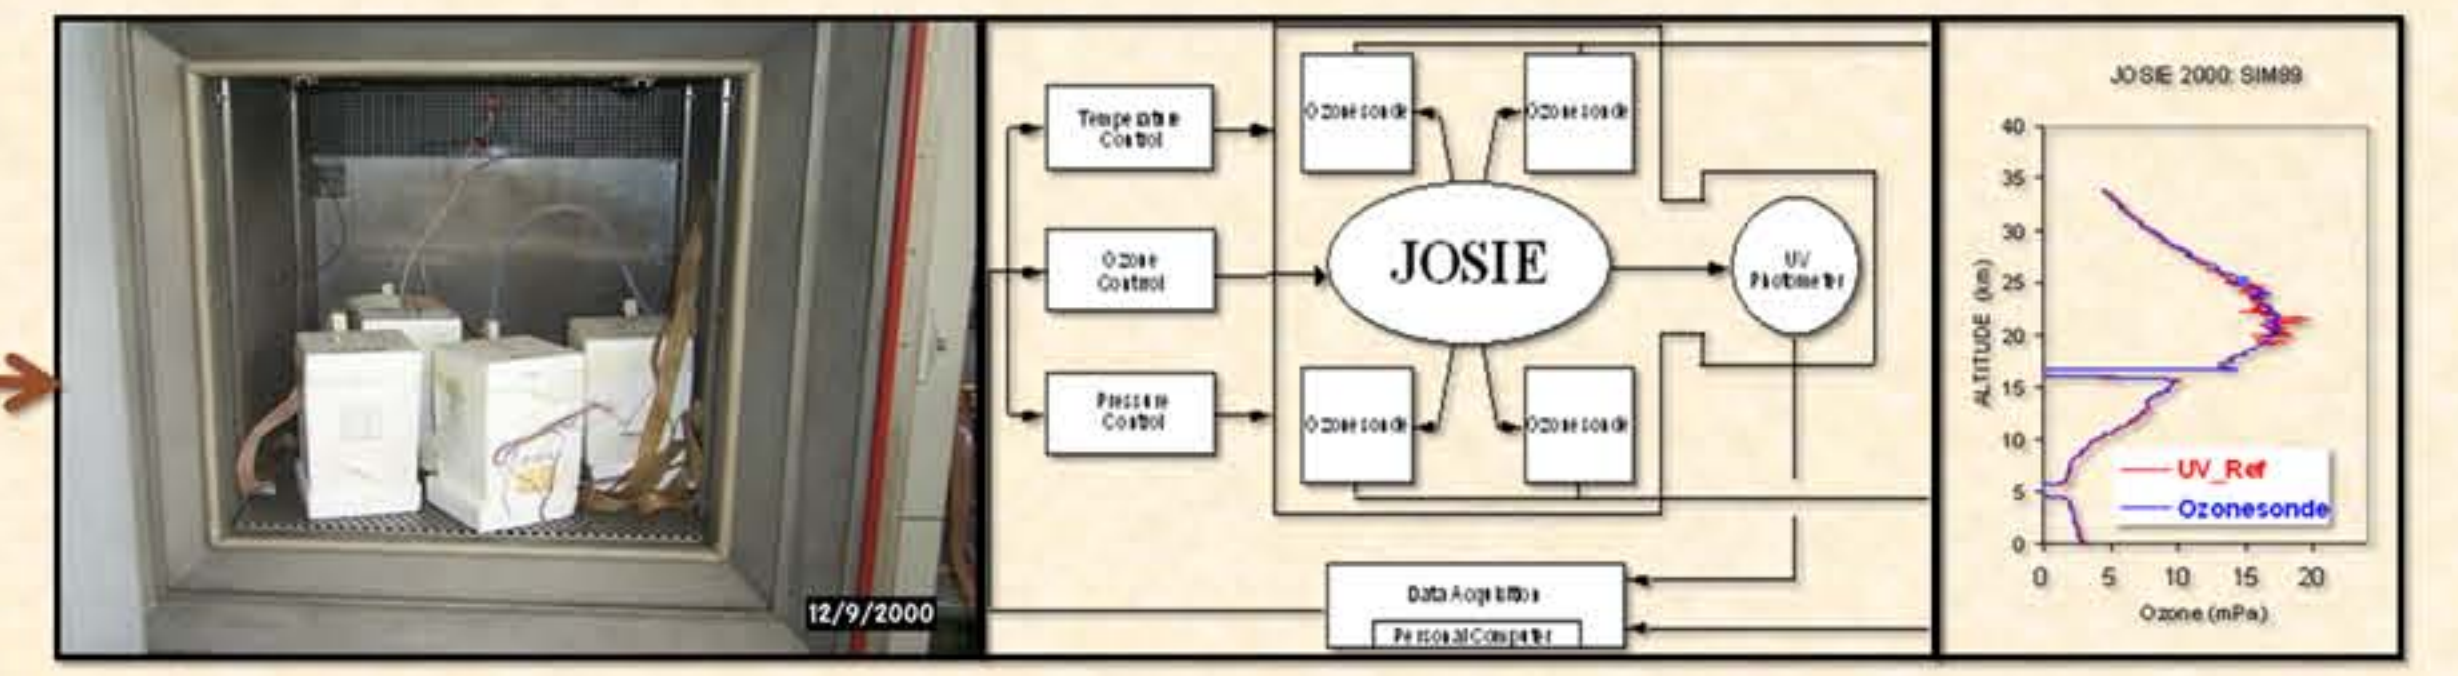 12/9/2000
Temperature
Control
Ozone
Control
Pressure
Control
Ozonesonde
Ozonesonde
JOSIE
UV
Photometer
Ozonesonde
Ozonesonde
Data Acquisition
Personal Computer
JOSIE 2000: SIM99
ALTITUDE (km)
40
35
30
25
20
15
10
5
0
UV_Ref
Ozonesonde
0 5 10 15 20
Ozone (mPa)